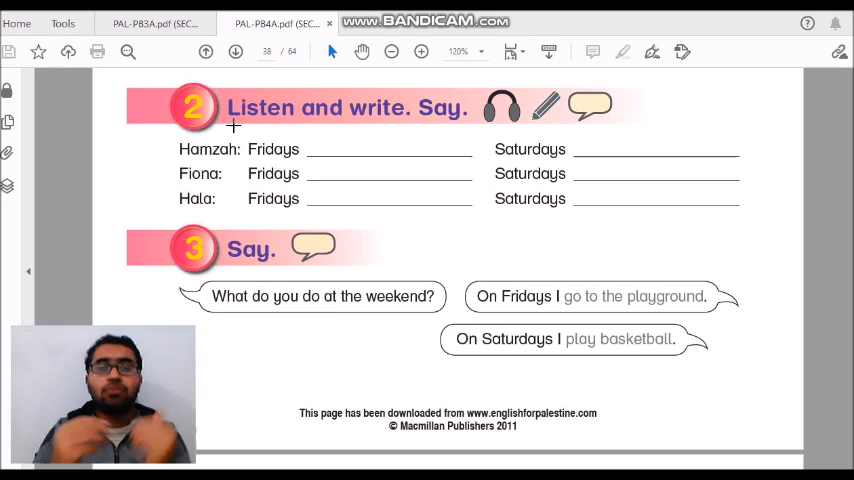 Home
Tools
PAL-PB3A.pdf (SEC...
PAL-PB4A.pdf (SEC... ×
www.BANDICAM.com
38 / 64
120%
2 Listen and write. Say.
Hamzah: Fridays Saturdays
Fiona: Fridays Saturdays
Hala: Fridays Saturdays
3 Say.
What do you do at the weekend?
On Fridays I go to the playground.
On Saturdays I play basketball.
This page has been downloaded from www.englishforpalestine.com
© Macmillan Publishers 2011